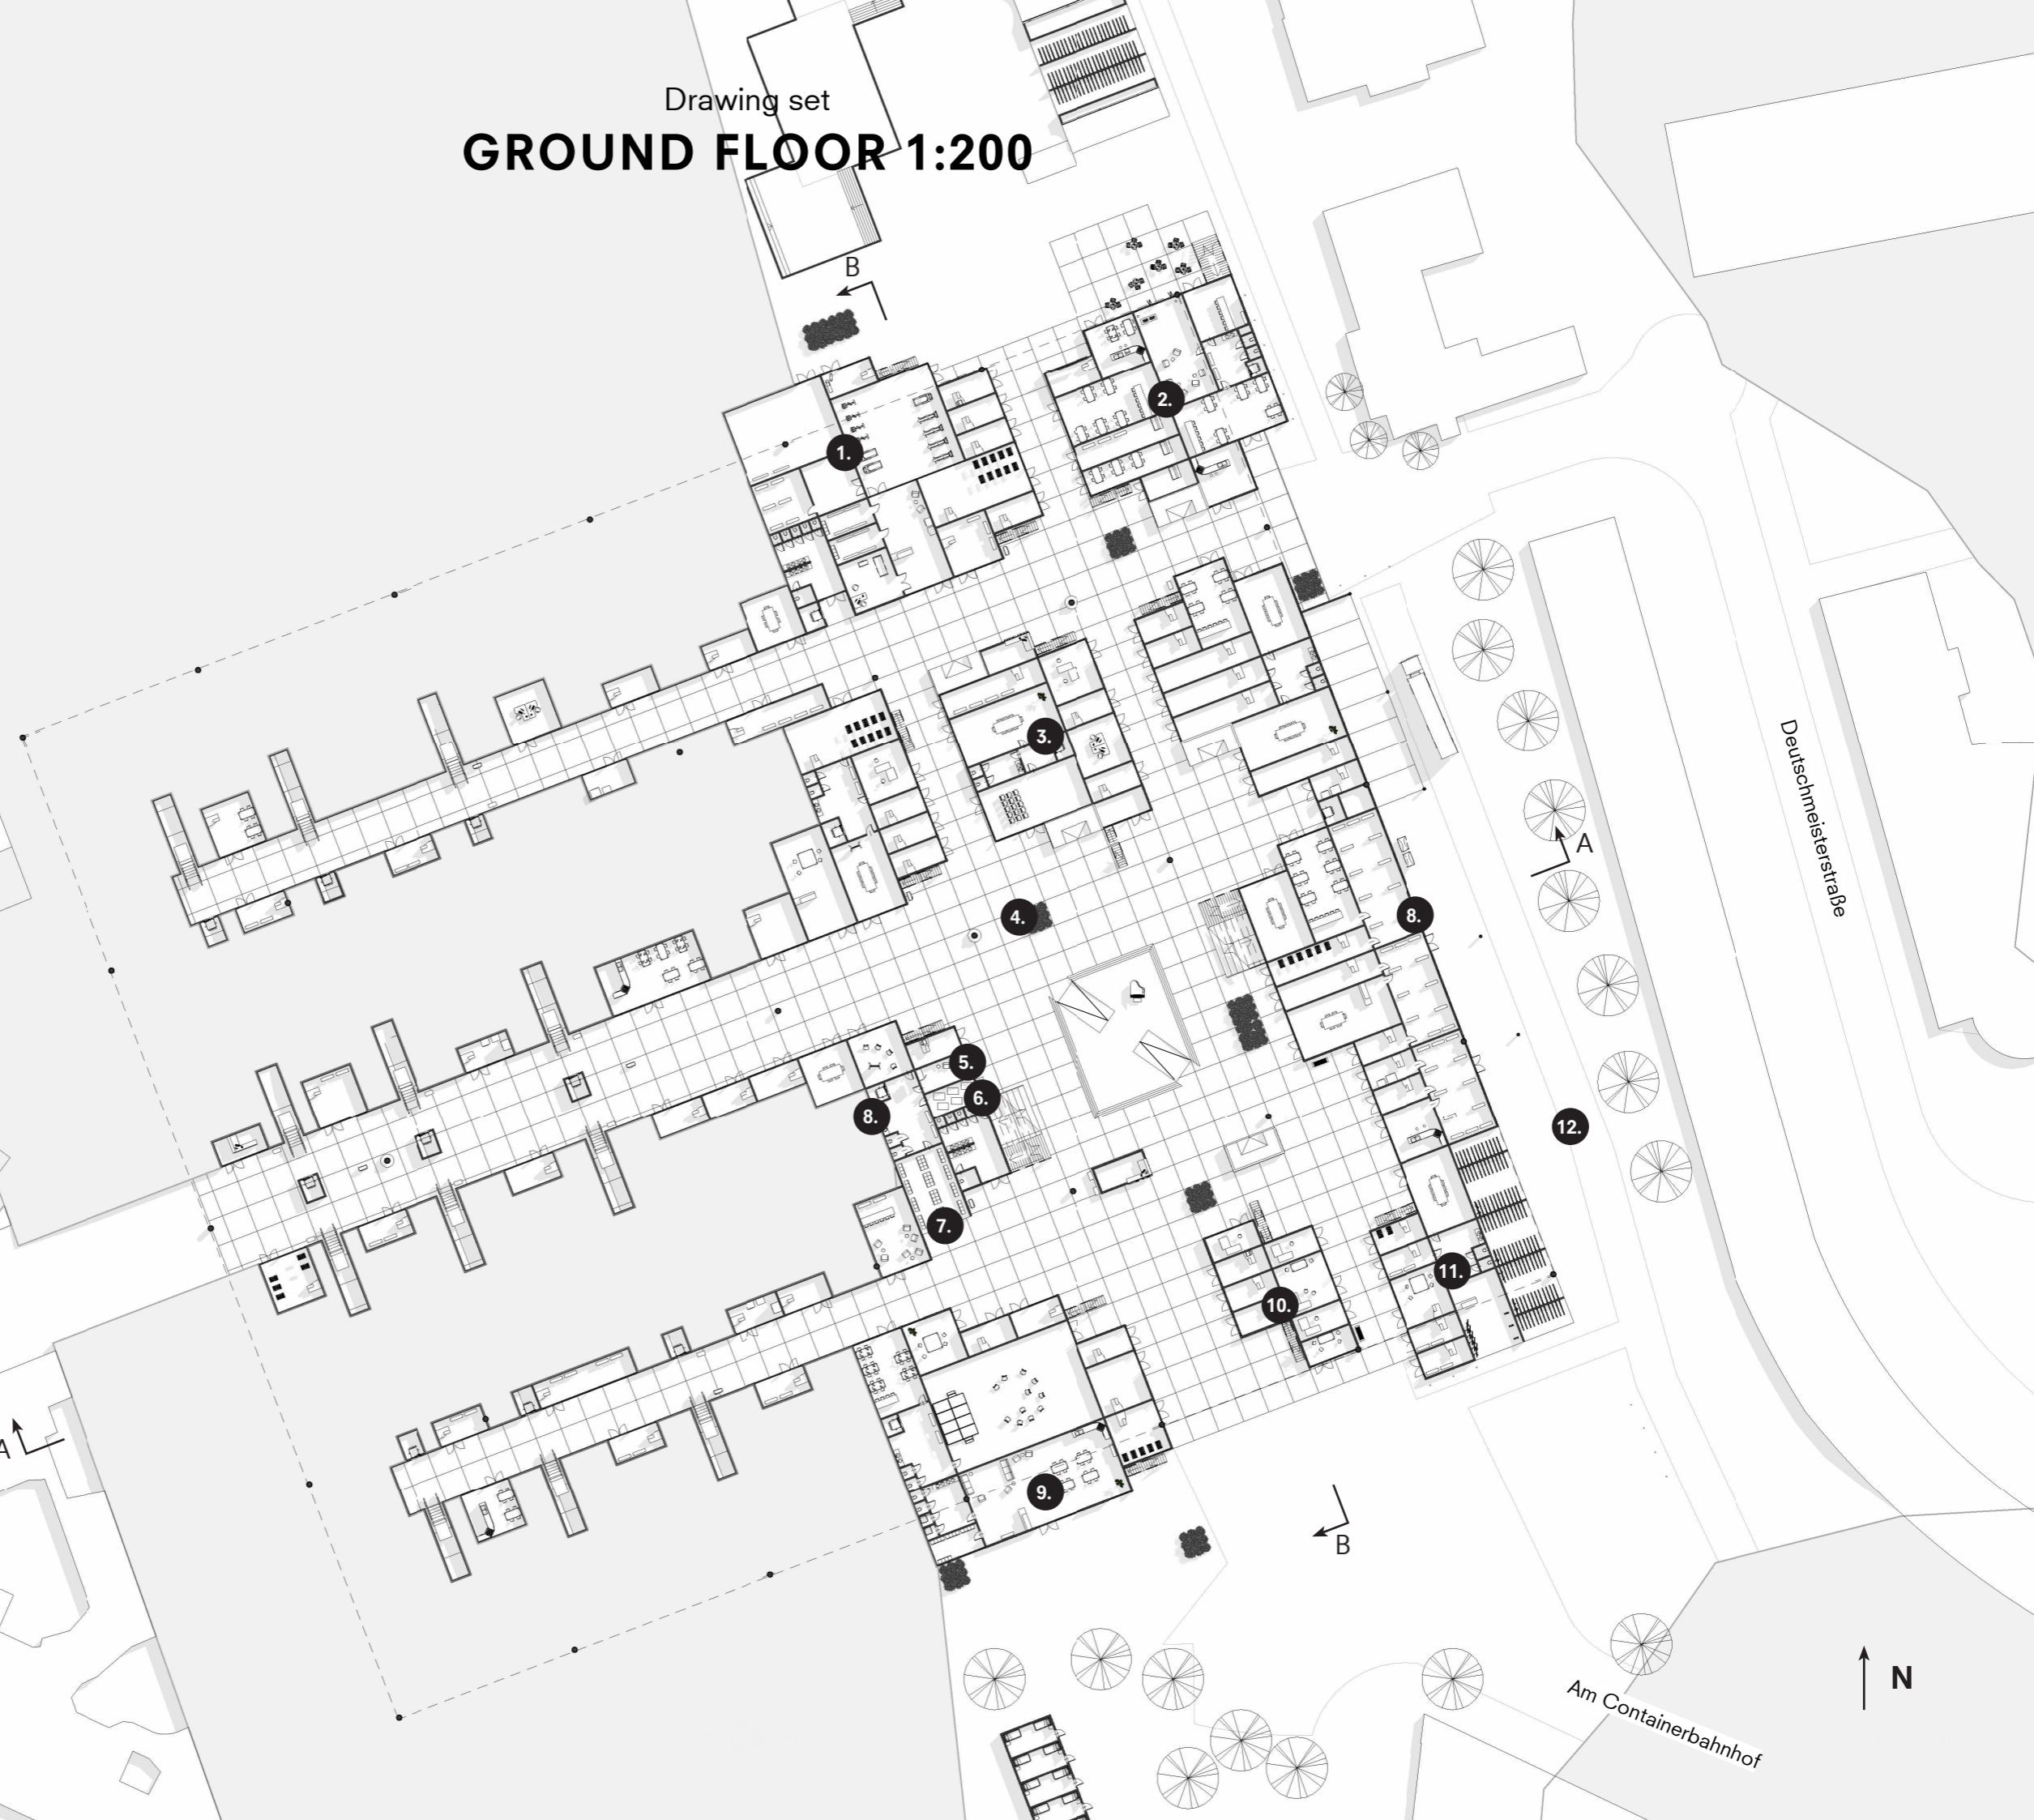 Drawing set
GROUND FLOOR 1:200
B
1.
2.
3.
Deutschmeisterstraße
A
4.
8.
5.
6.
8.
12.
7.
11.
10.
A
9.
B
N
Am Containerbahnhof